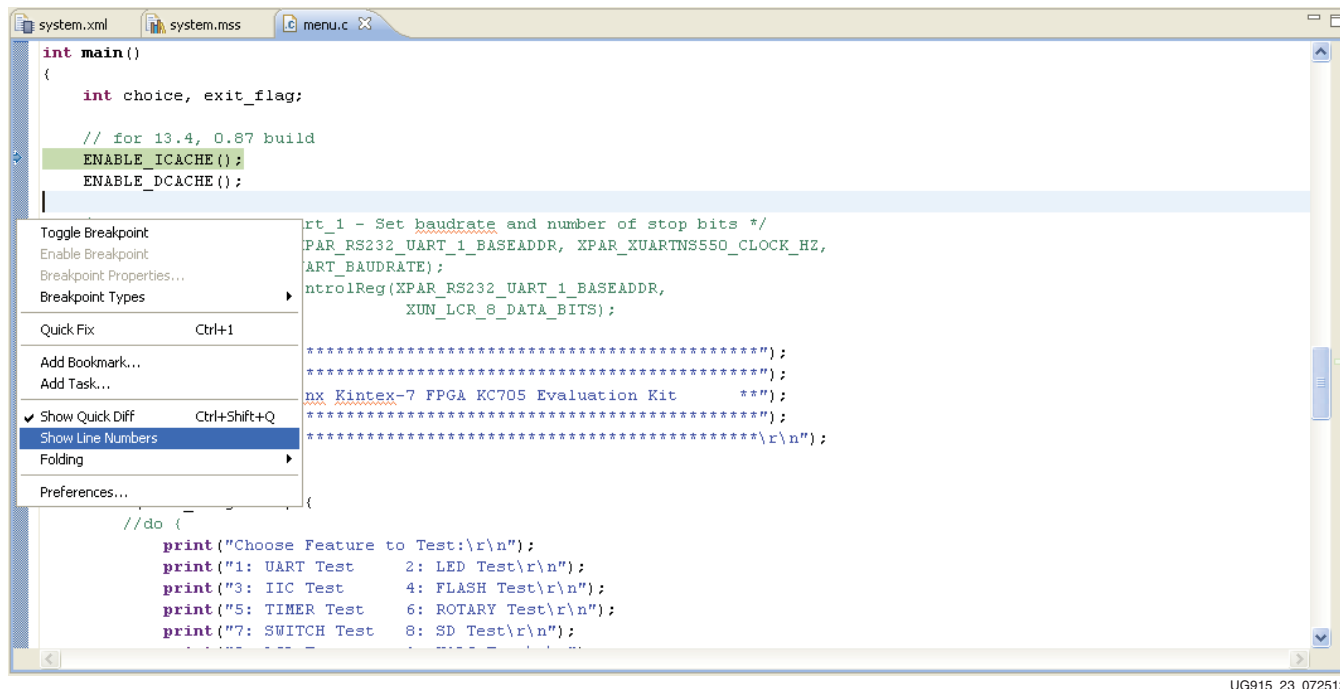 system.xml system.mss menu.c
int main()
{
int choice, exit_flag;
// for 13.4, 0.87 build
ENABLE_ICACHE();
ENABLE_DCACHE();
rt_1 - Set baudrate and number of stop bits */
Toggle Breakpoint
PAR_RS232_UART_1_BASEADDR, XPAR_XUARTNS550_CLOCK_HZ,
Enable Breakpoint
ART_BAUDRATE);
Breakpoint Properties...
ntrolReg(XPAR_RS232_UART_1_BASEADDR,
Breakpoint Types
XUN_LCR_8_DATA_BITS);
Quick Fix Ctrl+1
*********************************************");
Add Bookmark...
*********************************************");
Add Task...
nx Kintex-7 FPGA KC705 Evaluation Kit **");
Show Quick Diff Ctrl+Shift+Q
*********************************************");
Show Line Numbers
*********************************************\r\n");
Folding
Preferences...
{
//do {
print("Choose Feature to Test:\r\n");
print("1: UART Test 2: LED Test\r\n");
print("3: IIC Test 4: FLASH Test\r\n");
print("5: TIMER Test 6: ROTARY Test\r\n");
print("7: SWITCH Test 8: SD Test\r\n");